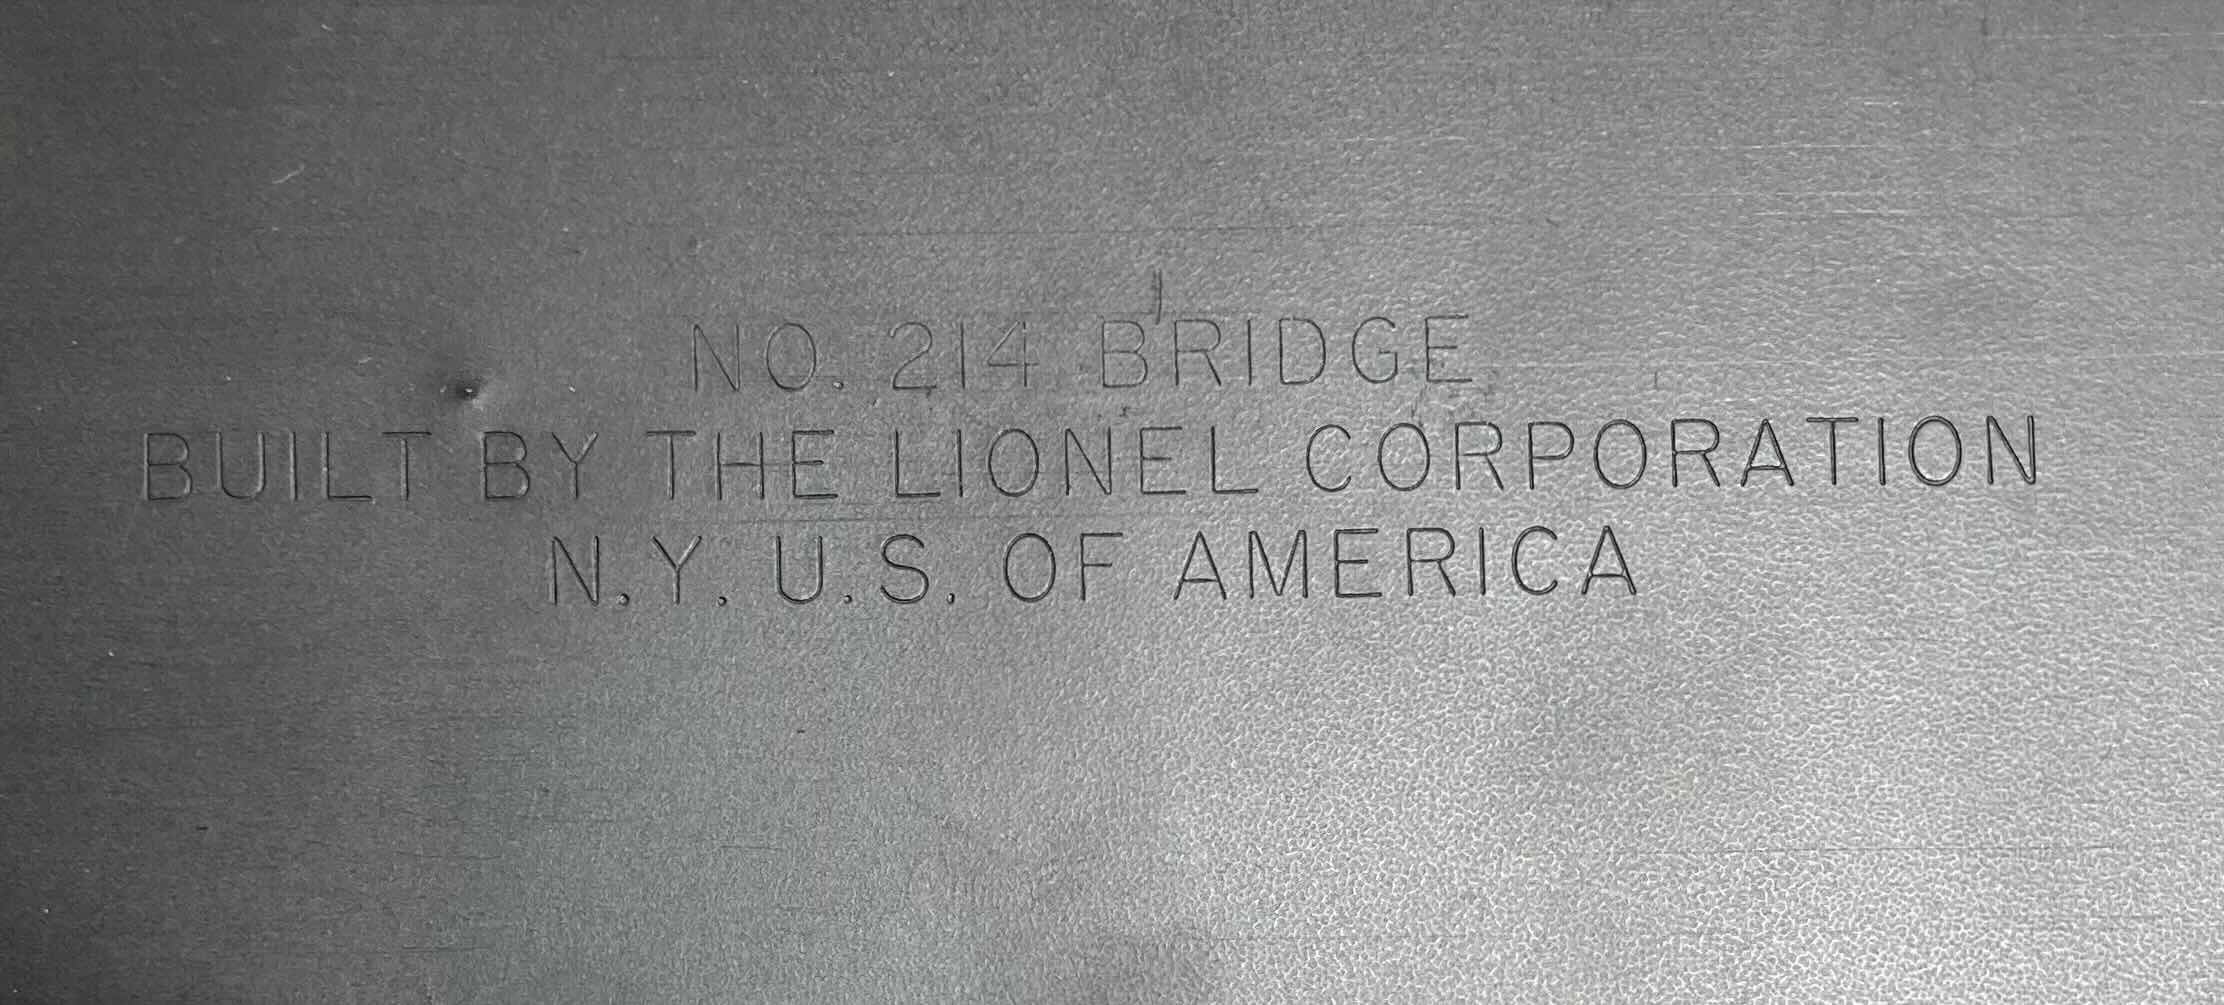 NO. 214 BRIDGE
BUILT BY THE LIONEL CORPORATION
N.Y. U.S. OF AMERICA